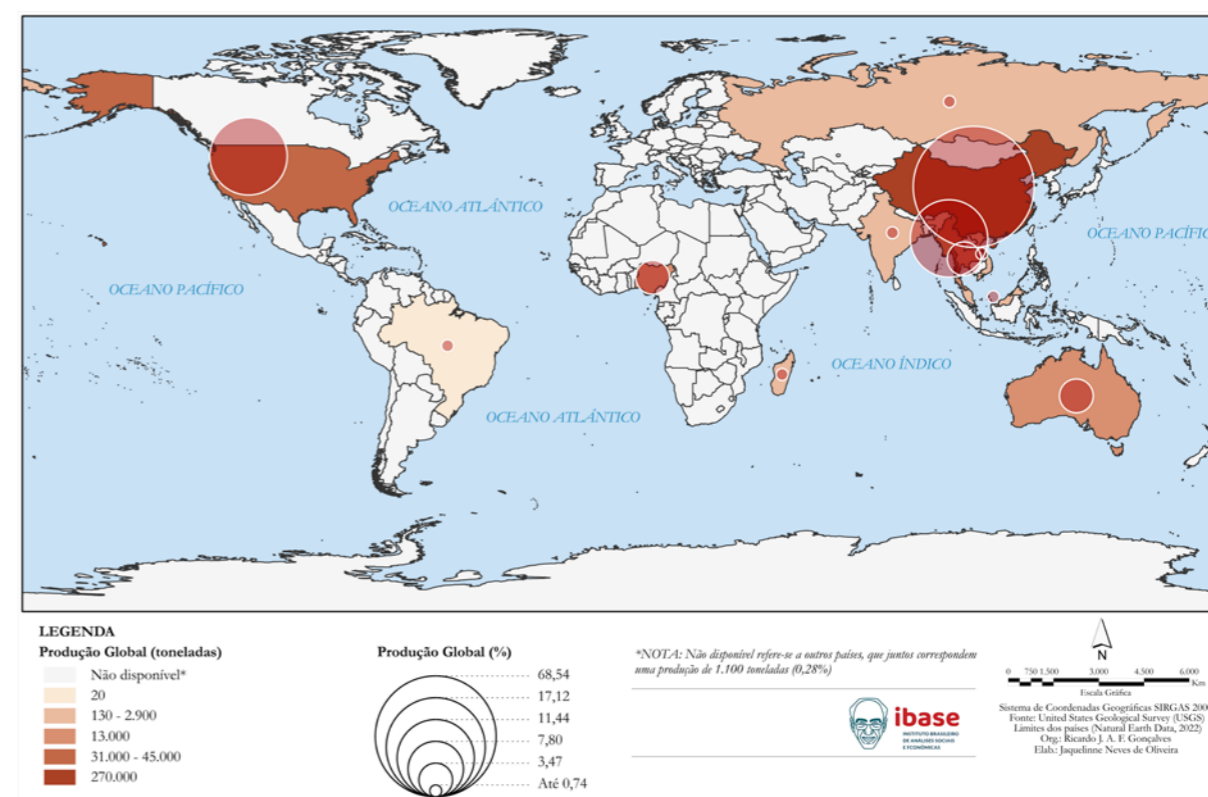 OCEANO ATLÁNTICO
OCEANO PACÍFIC
OCEANO PACÍFICO
OCEANO ÍNDICO
OCEANO ATLÁNTICO
LEGENDA
Produção Global (toneladas)
Não disponível*
20
130 - 2.900
13.000
31.000 - 45.000
270.000
Produção Global (%)
68,54
17,12
11,44
7,80
3,47
Até 0,74
*NOTA: Não disponível refere-se a outros países, que juntos correspondem
uma produção de 1.100 toneladas (0,28%)
ibase
INSTITUTO BRASILEIRO
DE ANÁLISES SOCIAIS
E ECONÔMICAS
N
0 750 1.500 3.000 4.500 6.000
Km
Escala Gráfica
Sistema de Coordenadas Geográficas SIRGAS 200
Fonte: United States Geological Survey (USGS)
Limites dos países (Natural Earth Data, 2022)
Org.: Ricardo J. A. F. Gonçalves
Elab.: Jaquelinne Neves de Oliveira